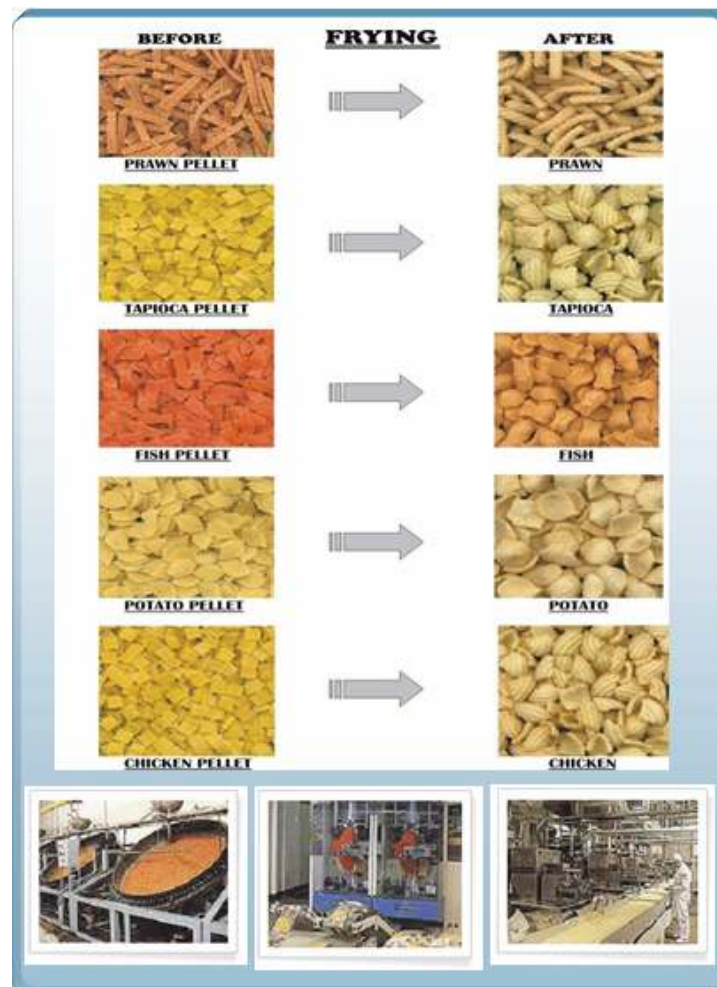 BEFORE FRYING AFTER
PRAWN PELLET PRAWN
TAPIOCA PELLET TAPIOCA
FISH PELLET FISH
POTATO PELLET POTATO
CHICKEN PELLET CHICKEN